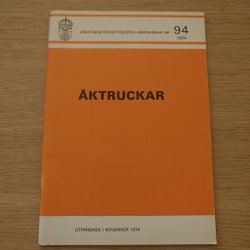 ARBETARSKYDDSSTYRELSENS ANVISNINGAR NR 94
1974
ÅKTRUCKAR
UTFÄRDADE I NOVEMBER 1974